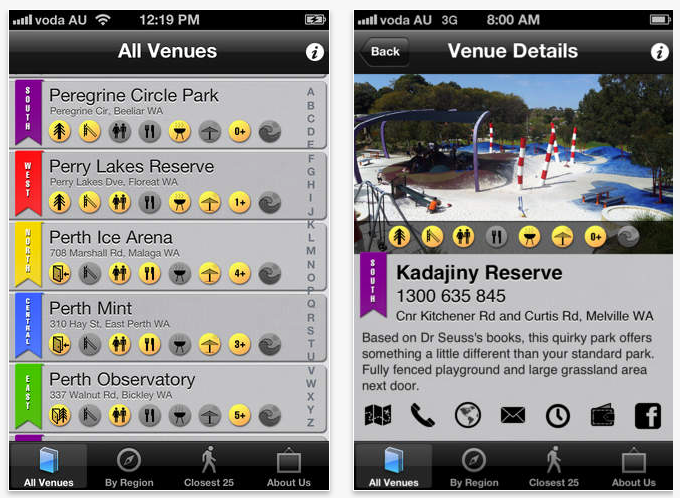 voda AU 12:19 PM
All Venues
i
SOUTH
Peregrine Circle Park
Peregrine Cir, Beeliar WA
0+
WEST
Perry Lakes Reserve
Perry Lakes Dve, Floreat WA
1+
NORTH
Perth Ice Arena
708 Marshall Rd, Malaga WA
4+
CENTRAL
Perth Mint
310 Hay St, East Perth WA
3+
EAST
Perth Observatory
337 Walnut Rd, Bickley WA
5+
A
B
C
D
E
F
G
H
I
J
K
L
M
N
O
P
Q
R
S
T
U
V
W
X
Y
Z
All Venues By Region Closest 25 About Us
voda AU 3G 8:00 AM
Back Venue Details i
0+
SOUTH
Kadajiny Reserve
1300 635 845
Cnr Kitchener Rd and Curtis Rd, Melville WA
Based on Dr Seuss's books, this quirky park offers
something a little different than your standard park.
Fully fenced playground and large grassland area
next door.
f
All Venues By Region Closest 25 About Us